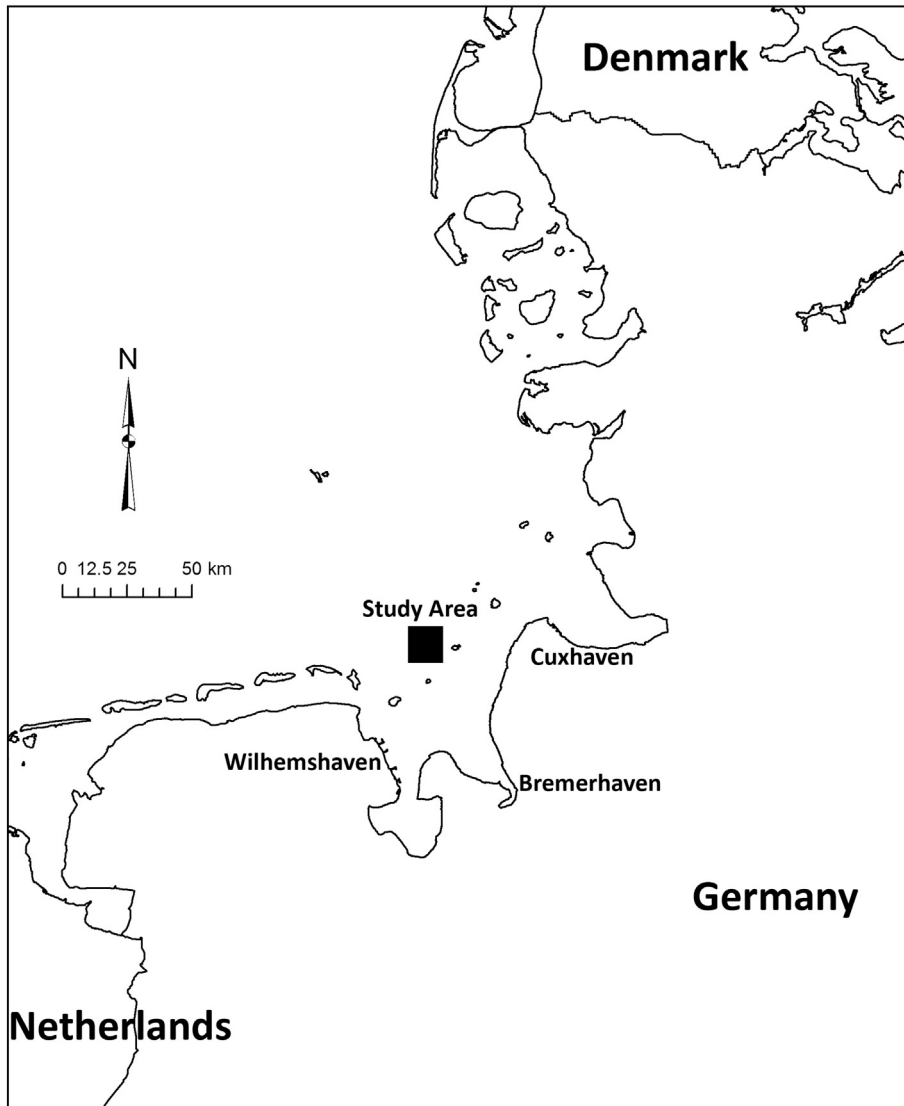 Denmark
N
0 12.5 25 50 km
Study Area
Cuxhaven
Wilhemshaven
Bremerhaven
Germany
Netherlands